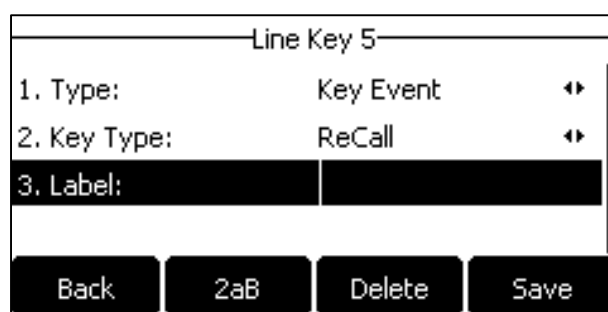 Line Key 5
1. Type: Key Event
2. Key Type: ReCall
3. Label:
Back 2aB Delete Save